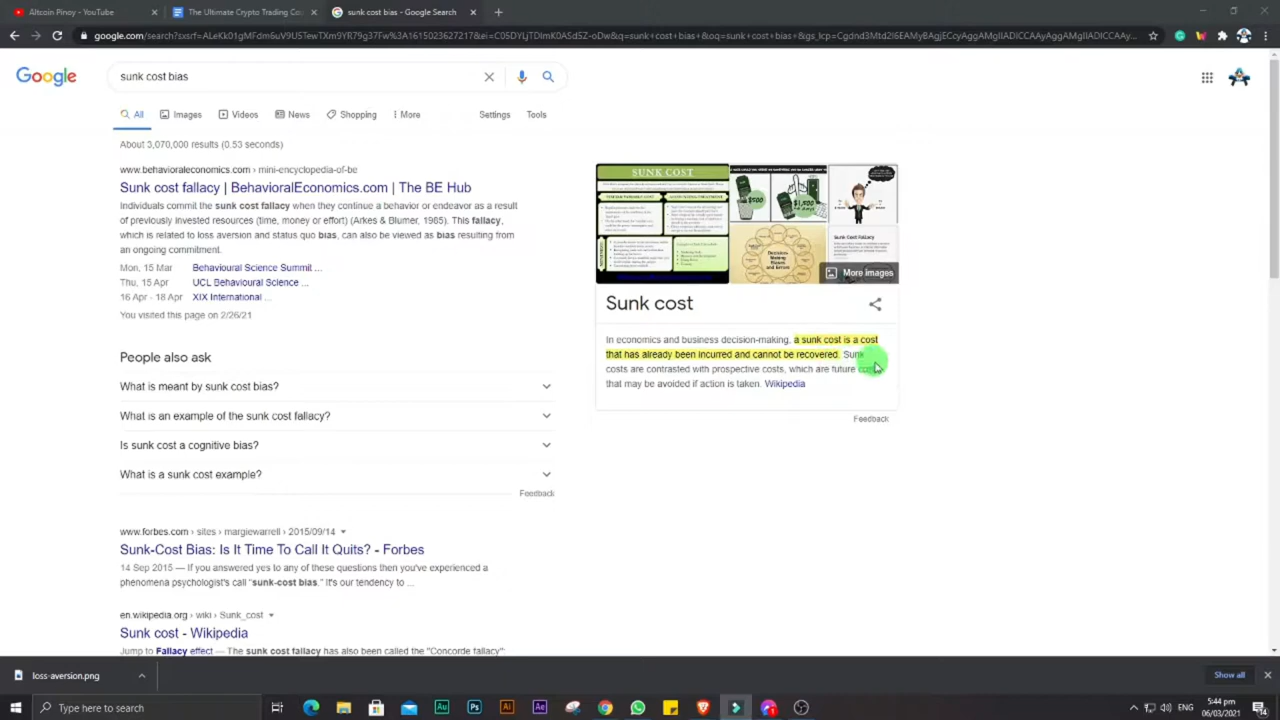 Altcoin Pinoy - YouTube
The Ultimate Crypto Trading Cou
sunk cost bias - Google Search
Google
sunk cost bias
All
Images
Videos
News
Shopping
More
Settings
Tools
About 3,070,000 results (0.53 seconds)
www.behavioraleconomics.com › mini-encyclopedia-of-be
Sunk cost fallacy | BehavioralEconomics.com | The BE Hub
Individuals commit the sunk cost fallacy when they continue a behavior or endeavor as a result
of previously invested resources (time, money or effort) (Arkes & Blumer, 1985). This fallacy,
which is related to loss aversion and status quo bias, can also be viewed as bias resulting from
an ongoing commitment.
Mon, 15 Mar Behavioural Science Summit ...
Thu, 15 Apr UCL Behavioural Science ...
16 Apr - 18 Apr XIX International ...
You visited this page on 2/26/21
People also ask
What is meant by sunk cost bias?
What is an example of the sunk cost fallacy?
Is sunk cost a cognitive bias?
What is a sunk cost example?
Feedback
www.forbes.com › sites › margiewarrell › 2015/09/14
Sunk-Cost Bias: Is It Time To Call It Quits? - Forbes
14 Sep 2015 — If you answered yes to any of these questions then you've experienced a
phenomena psychologist's call "sunk-cost bias." It's our tendency to ...
en.wikipedia.org › wiki › Sunk_cost
Sunk cost - Wikipedia
Jump to Fallacy effect — The sunk cost fallacy has also been called the "Concorde fallacy":
SUNK COST
$500
$1,500
Decision Making
Sunk Cost Fallacy
More images
Sunk cost
In economics and business decision-making, a sunk cost is a cost
that has already been incurred and cannot be recovered. Sunk
costs are contrasted with prospective costs, which are future costs
that may be avoided if action is taken. Wikipedia
Feedback
loss-aversion.png
Show all
Type here to search
ENG
5:44 pm
06/03/2021